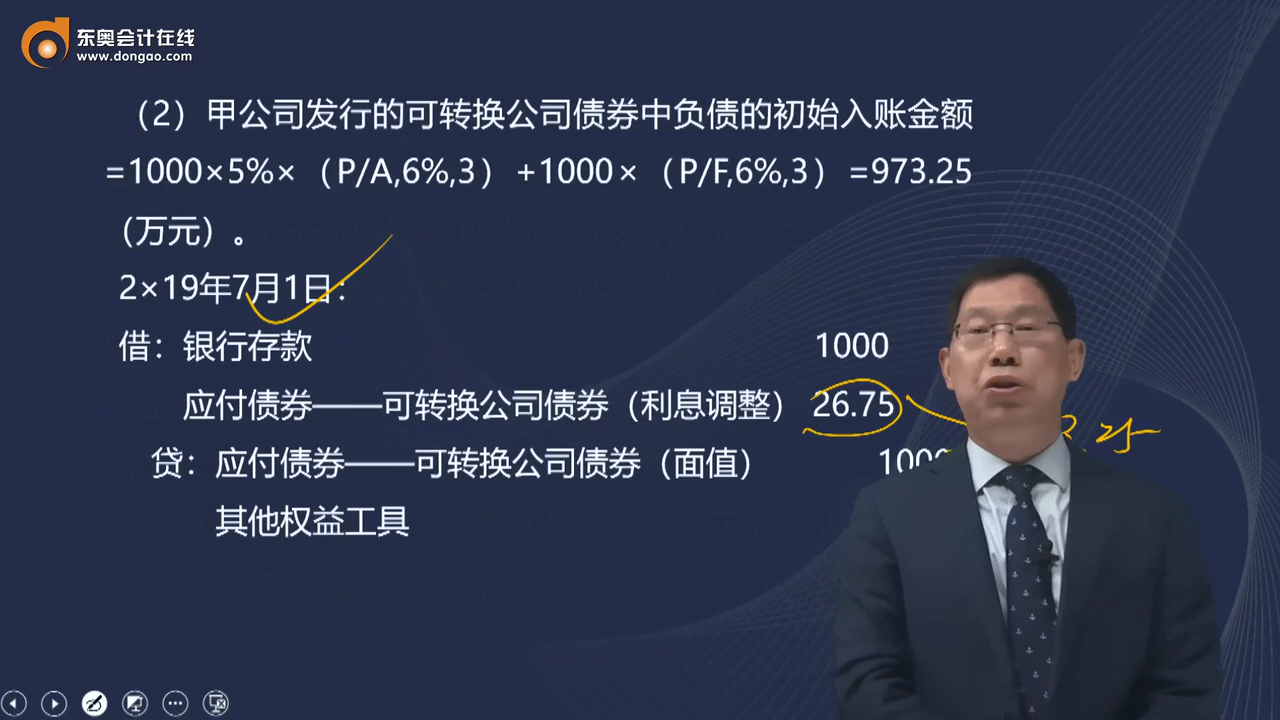 东奥会计在线
www.dongao.com
（2）甲公司发行的可转换公司债券中负债的初始入账金额
=1000×5%×（P/A,6%,3）+1000×（P/F,6%,3）=973.25
（万元）。
2×19年7月1日：
借：银行存款 1000
应付债券——可转换公司债券（利息调整） 26.75
贷：应付债券——可转换公司债券（面值） 1000
其他权益工具